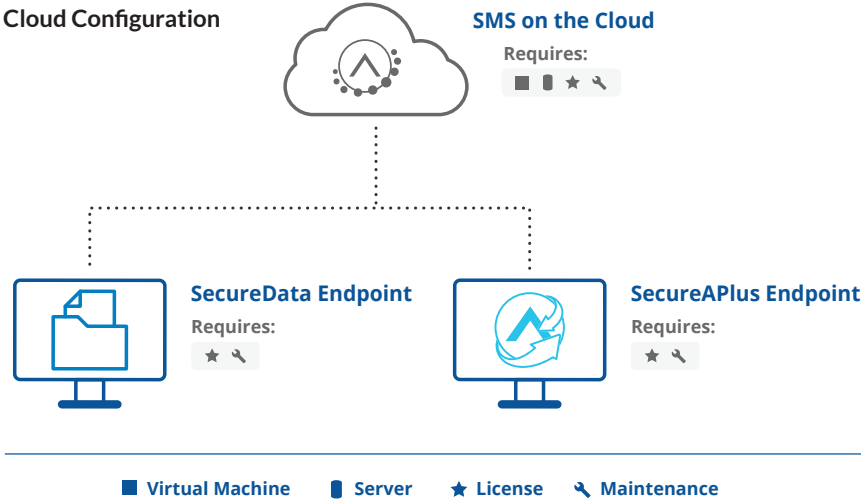 Cloud Configuration
SMS on the Cloud
Requires:
SecureData Endpoint
Requires:
SecureAPlus Endpoint
Requires:
Virtual Machine
Server
License
Maintenance